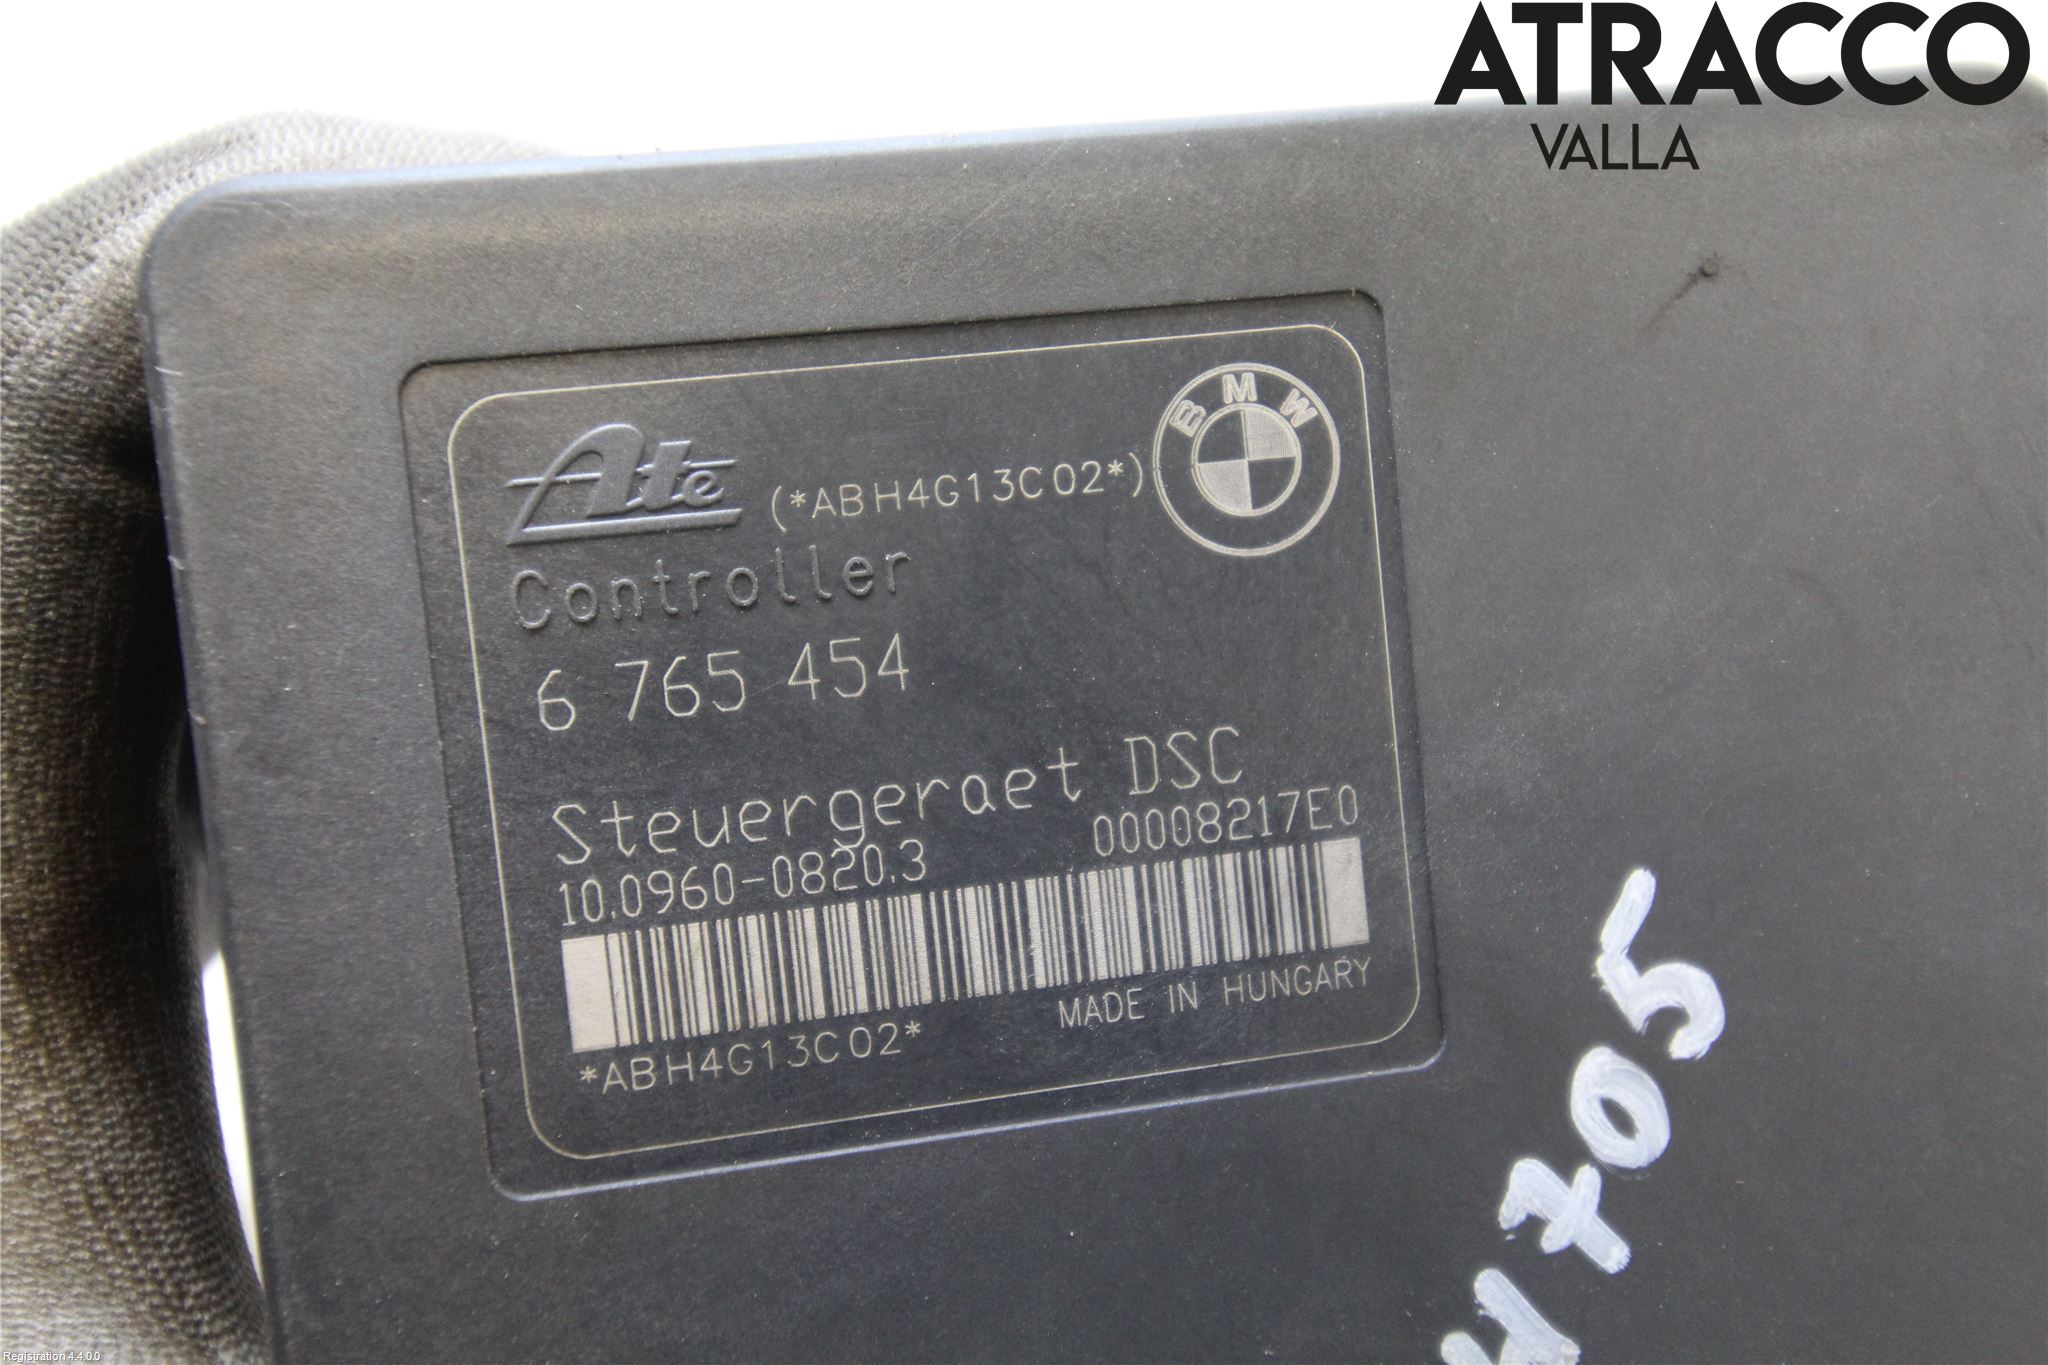 ATRACCO
VALLA
Ate (*ABH4G13C02*) BMW
Controller
6 765 454
Steuergeraet DSC
10.0960-0820.3 00008217E0
MADE IN HUNGARY
*ABH4G13C02*
4705
Registration 4.4.0.0